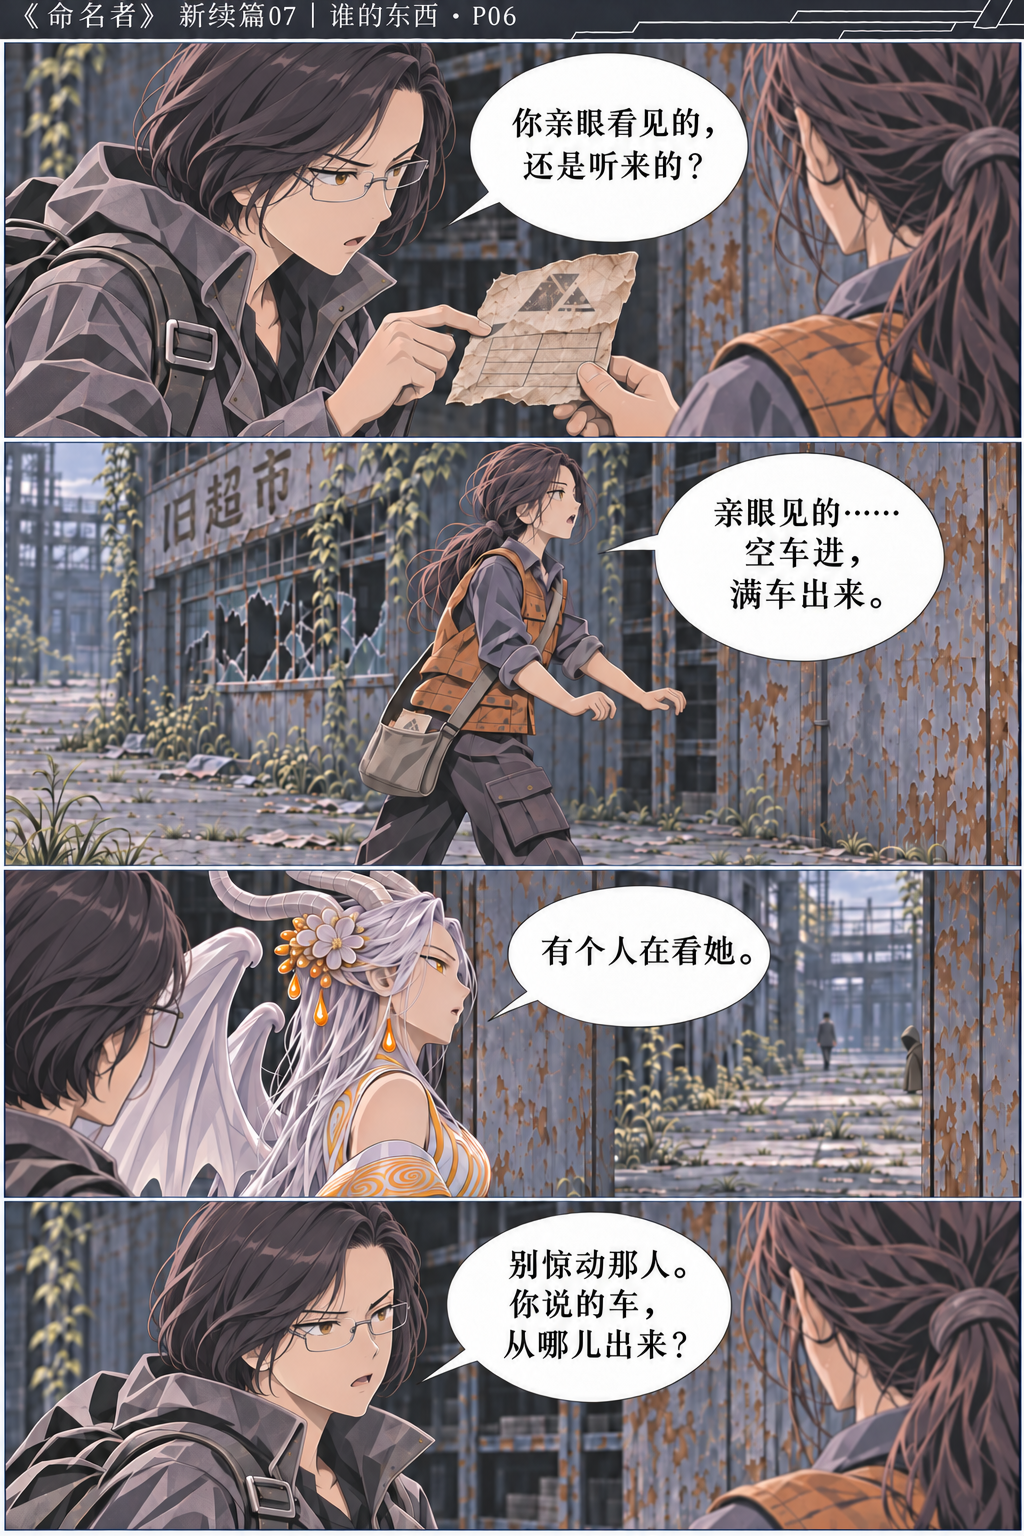 《命名者》 新续篇07｜谁的东西·P06
你亲眼看见的，
还是听来的？
旧超市
亲眼见的……
空车进，
满车出来。
有个人在看她。
别惊动那人。
你说的车，
从哪儿出来？